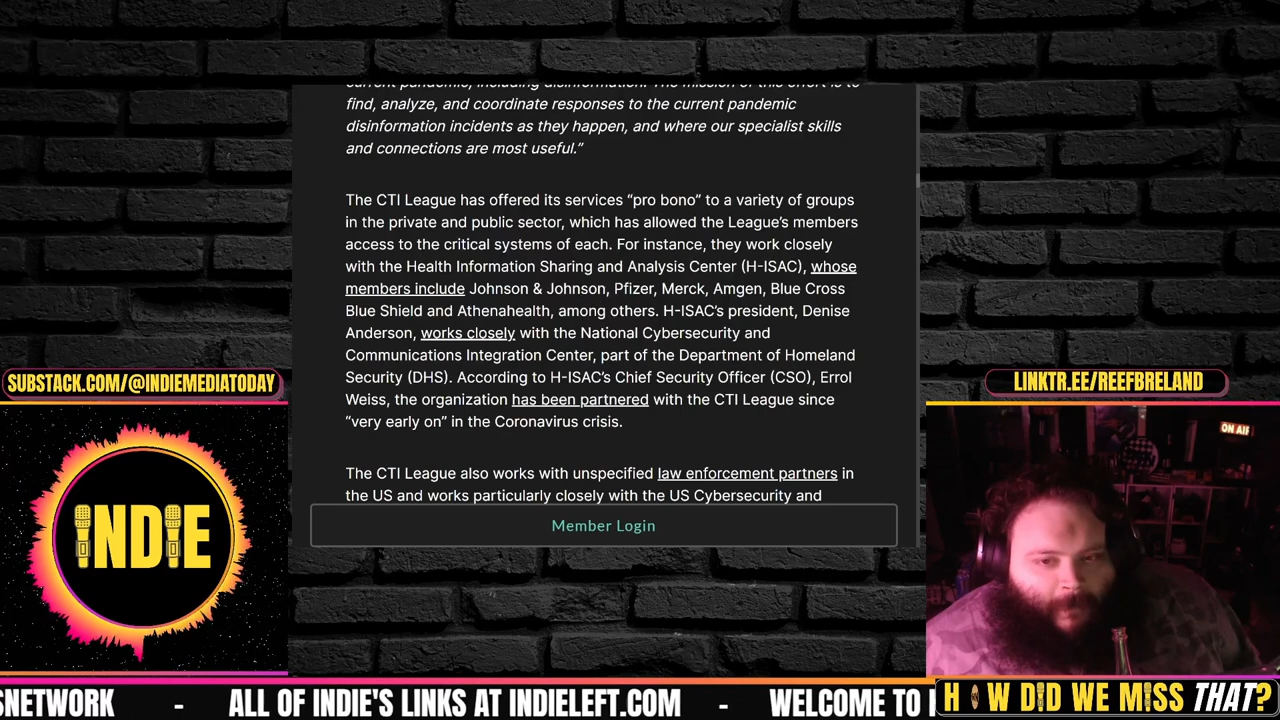 current pandemic, including disinformation. The mission of this effort is to
find, analyze, and coordinate responses to the current pandemic
disinformation incidents as they happen, and where our specialist skills
and connections are most useful.”
The CTI League has offered its services “pro bono” to a variety of groups
in the private and public sector, which has allowed the League’s members
access to the critical systems of each. For instance, they work closely
with the Health Information Sharing and Analysis Center (H-ISAC), whose
members include Johnson & Johnson, Pfizer, Merck, Amgen, Blue Cross
Blue Shield and Athenahealth, among others. H-ISAC’s president, Denise
Anderson, works closely with the National Cybersecurity and
Communications Integration Center, part of the Department of Homeland
Security (DHS). According to H-ISAC’s Chief Security Officer (CSO), Errol
Weiss, the organization has been partnered with the CTI League since
“very early on” in the Coronavirus crisis.
The CTI League also works with unspecified law enforcement partners in
the US and works particularly closely with the US Cybersecurity and
Member Login
SUBSTACK.COM/@INDIEMEDIATODAY
INDIE
LINKTR.EE/REEFBRELAND
ON AIR
SNETWORK - ALL OF INDIE'S LINKS AT INDIELEFT.COM - WELCOME TO
HOW DID WE MISS THAT?